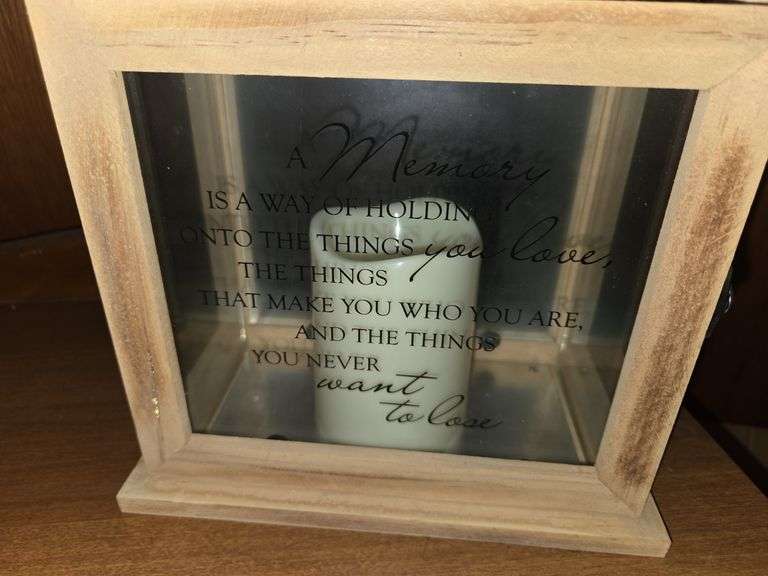 A Memory
IS A WAY OF HOLDING
ONTO THE THINGS you love,
THE THINGS
THAT MAKE YOU WHO YOU ARE,
AND THE THINGS
YOU NEVER
want
to lose